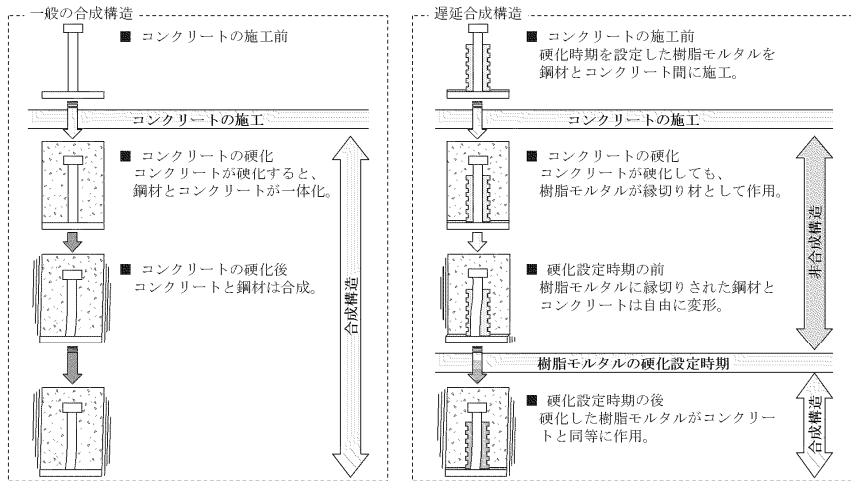 一般の合成構造
■ コンクリートの施工前
コンクリートの施工
■ コンクリートの硬化
コンクリートが硬化すると、
鋼材とコンクリートが一体化。
■ コンクリートの硬化後
コンクリートと鋼材は合成。
合成構造
遅延合成構造
■ コンクリートの施工前
硬化時期を設定した樹脂モルタルを
鋼材とコンクリート間に施工。
コンクリートの施工
■ コンクリートの硬化
コンクリートが硬化しても、
樹脂モルタルが縁切り材として作用。
■ 硬化設定時期の前
樹脂モルタルに縁切りされた鋼材と
コンクリートは自由に変形。
非合成構造
樹脂モルタルの硬化設定時期
■ 硬化設定時期の後
硬化した樹脂モルタルがコンクリー
トと同等に作用。
合成構造